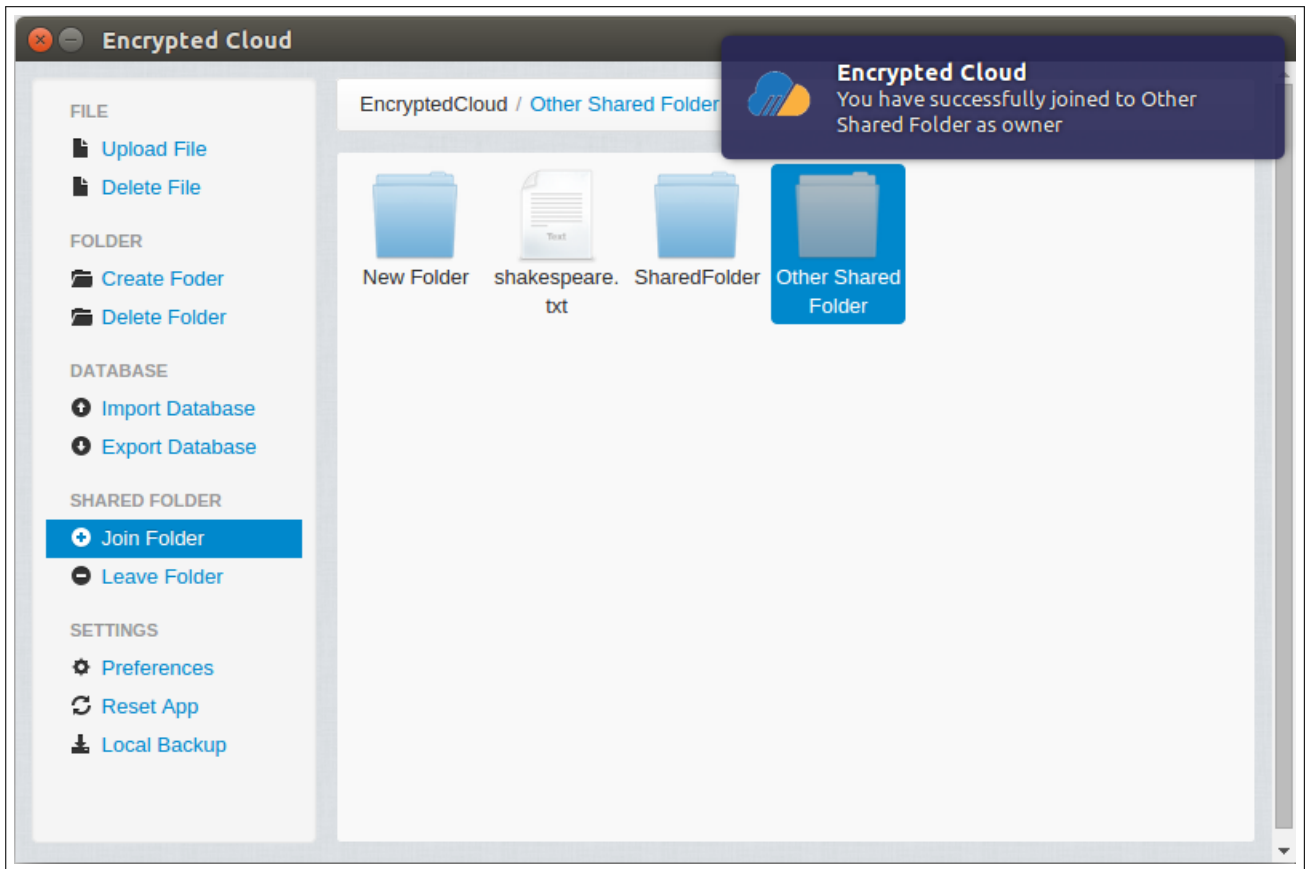 Encrypted Cloud
Encrypted Cloud
You have successfully joined to Other
Shared Folder as owner
EncryptedCloud / Other Shared Folder
FILE
Upload File
Delete File
FOLDER
Create Foder
Delete Folder
DATABASE
Import Database
Export Database
SHARED FOLDER
Join Folder
Leave Folder
SETTINGS
Preferences
Reset App
Local Backup
Text
New Folder
shakespeare.
txt
SharedFolder
Other Shared
Folder